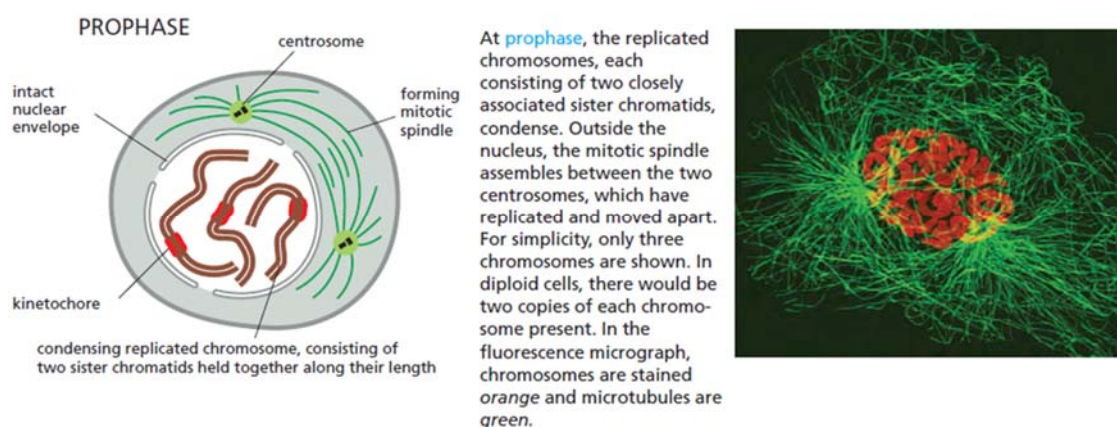 PROPHASE
centrosome
intact
nuclear
envelope
forming
mitotic
spindle
kinetochore
condensing replicated chromosome, consisting of
two sister chromatids held together along their length
At prophase, the replicated
chromosomes, each
consisting of two closely
associated sister chromatids,
condense. Outside the
nucleus, the mitotic spindle
assembles between the two
centrosomes, which have
replicated and moved apart.
For simplicity, only three
chromosomes are shown. In
diploid cells, there would be
two copies of each chromo-
some present. In the
fluorescence micrograph,
chromosomes are stained
orange and microtubules are
green.